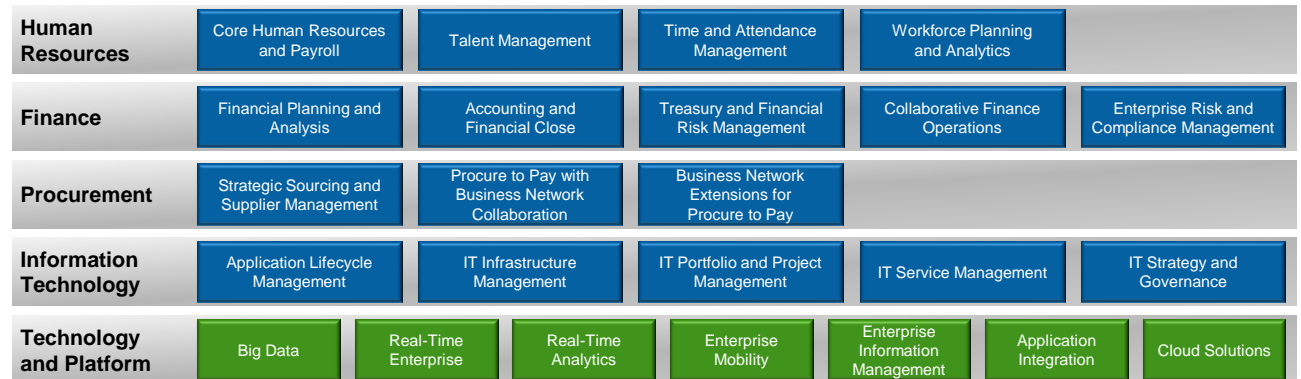 Human
Resources
Core Human Resources
and Payroll
Talent Management
Time and Attendance
Management
Workforce Planning
and Analytics
Finance
Financial Planning and
Analysis
Accounting and
Financial Close
Treasury and Financial
Risk Management
Collaborative Finance
Operations
Enterprise Risk and
Compliance Management
Procurement
Strategic Sourcing and
Supplier Management
Procure to Pay with
Business Network
Collaboration
Business Network
Extensions for
Procure to Pay
Information
Technology
Application Lifecycle
Management
IT Infrastructure
Management
IT Portfolio and Project
Management
IT Service Management
IT Strategy and
Governance
Technology
and Platform
Big Data
Real-Time
Enterprise
Real-Time
Analytics
Enterprise
Mobility
Enterprise
Information
Management
Application
Integration
Cloud Solutions